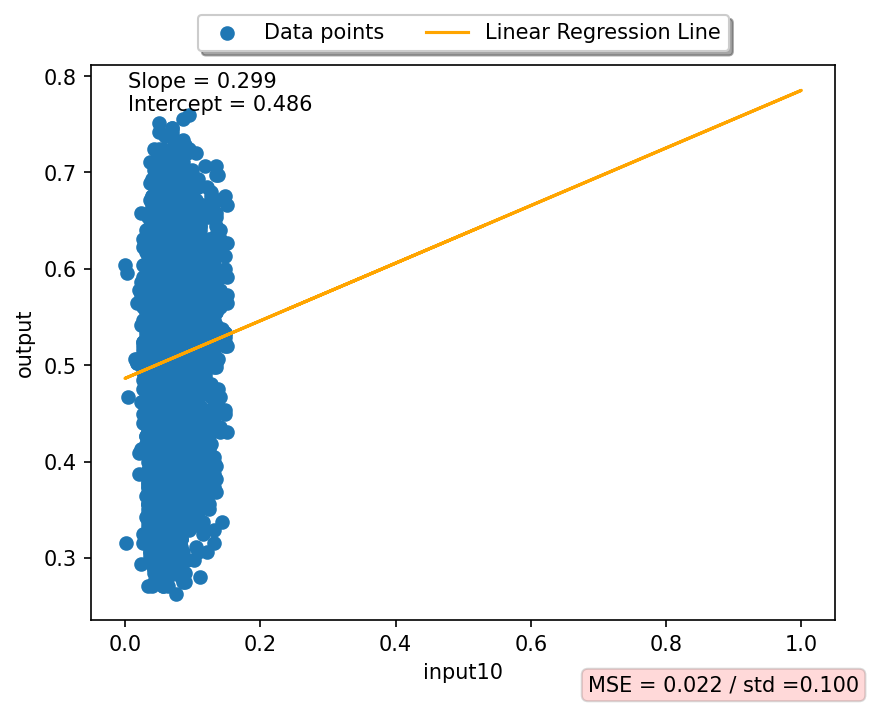 Data points
Linear Regression Line
Slope = 0.299
Intercept = 0.486
0.8
0.7
0.6
0.5
0.4
0.3
output
0.0 0.2 0.4 0.6 0.8 1.0
input10
MSE = 0.022 / std =0.100